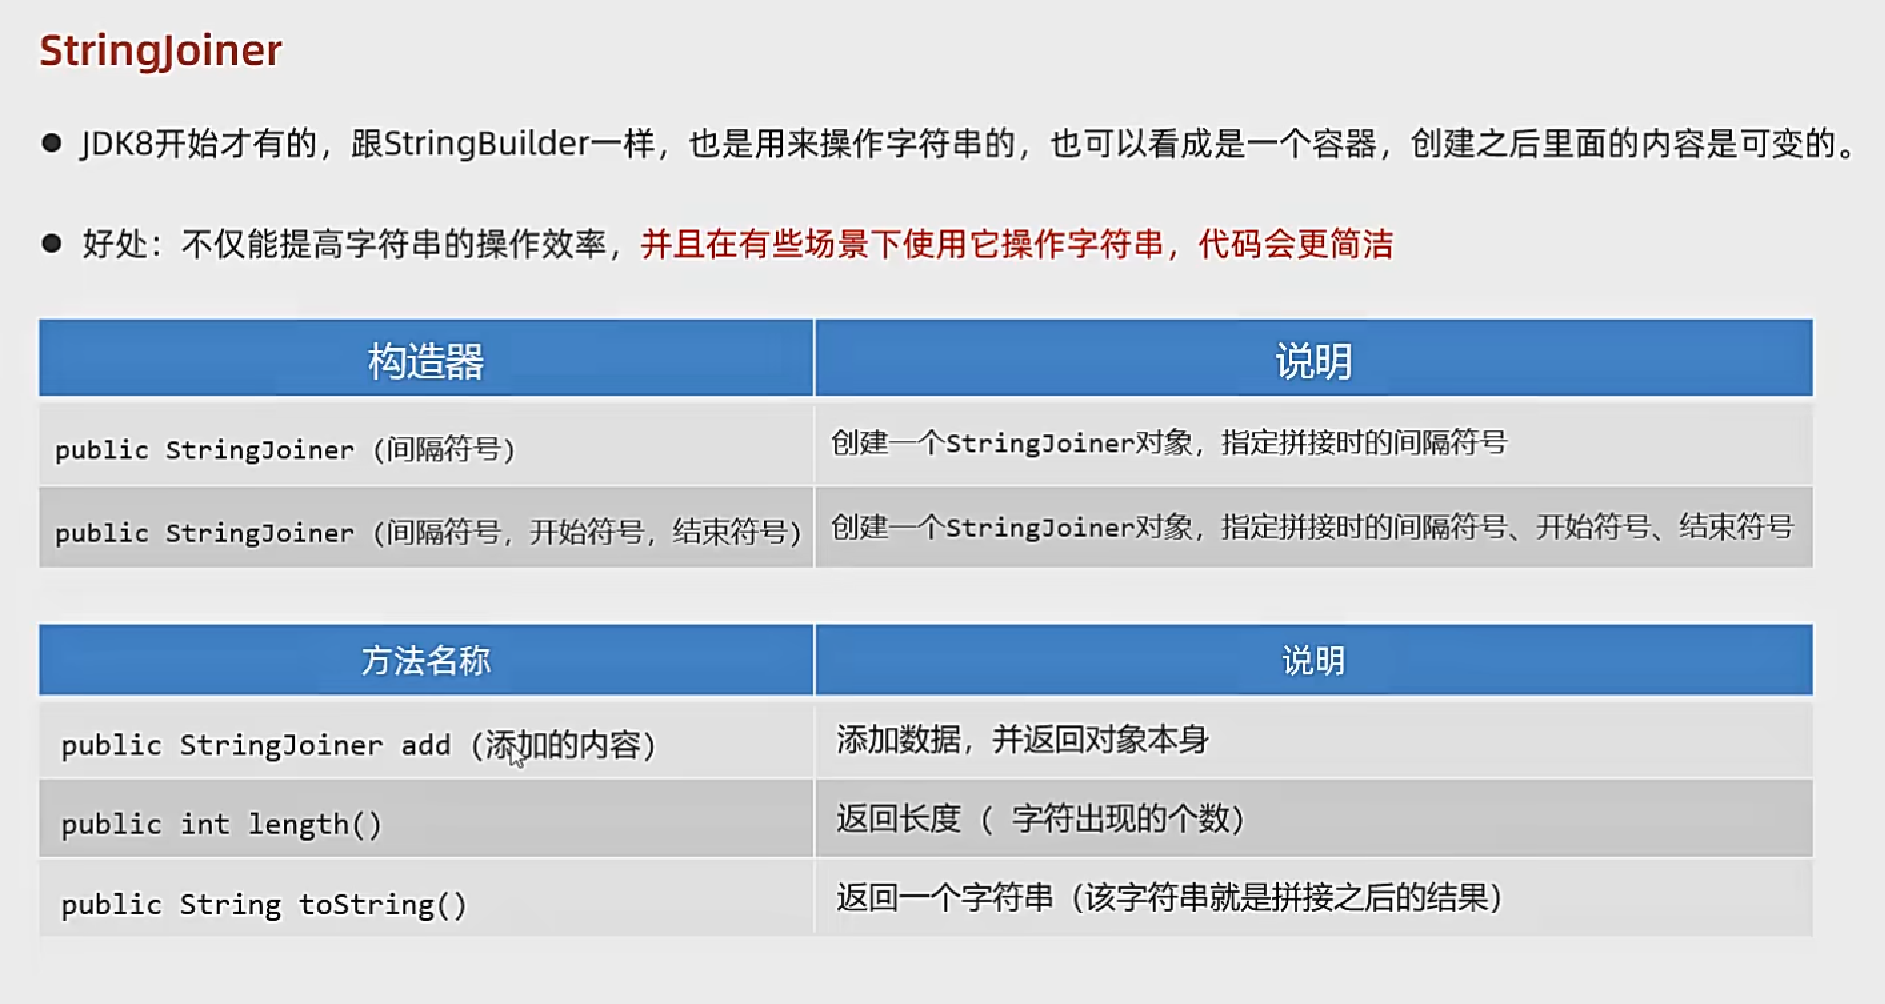 StringJoiner
● JDK8开始才有的，跟StringBuilder一样，也是用来操作字符串的，也可以看成是一个容器，创建之后里面的内容是可变的。
● 好处：不仅能提高字符串的操作效率，并且在有些场景下使用它操作字符串，代码会更简洁
构造器 说明
public StringJoiner (间隔符号) 创建一个StringJoiner对象，指定拼接时的间隔符号
public StringJoiner (间隔符号，开始符号，结束符号) 创建一个StringJoiner对象，指定拼接时的间隔符号、开始符号、结束符号
方法名称 说明
public StringJoiner add (添加的内容) 添加数据，并返回对象本身
public int length() 返回长度 ( 字符出现的个数)
public String toString() 返回一个字符串（该字符串就是拼接之后的结果）